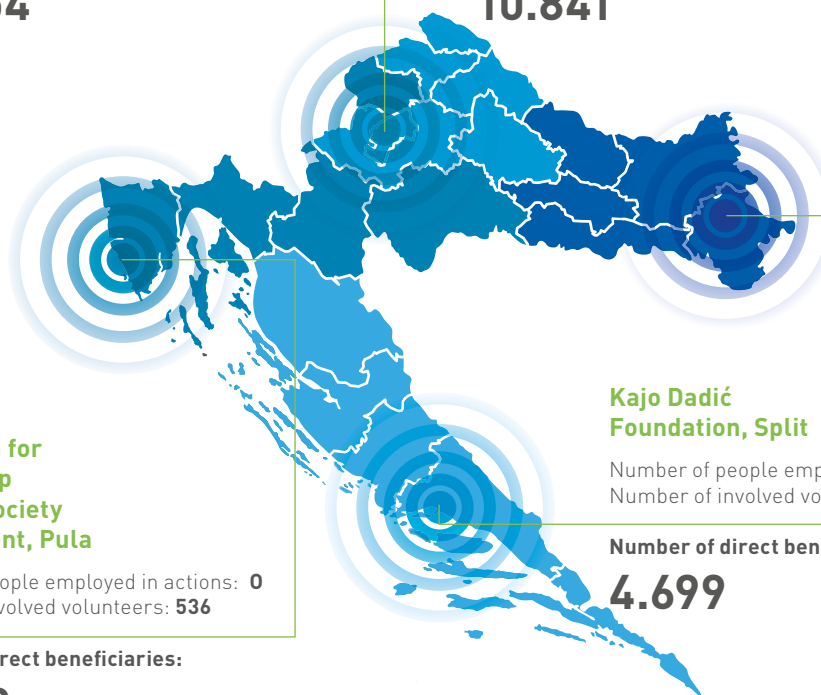 10.841
Kajo Dadić
Foundation, Split
Number of people emp
Number of involved vo
Number of direct ben
4.699
for
p
ociety
nt, Pula
ople employed in actions: 0
volved volunteers: 536
rect beneficiaries: